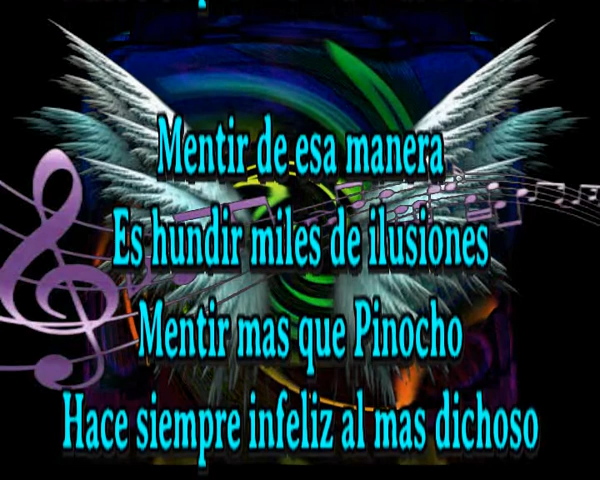 Mentir de esa manera
Es hundir miles de ilusiones
Mentir mas que Pinocho
Hace siempre infeliz al mas dichoso